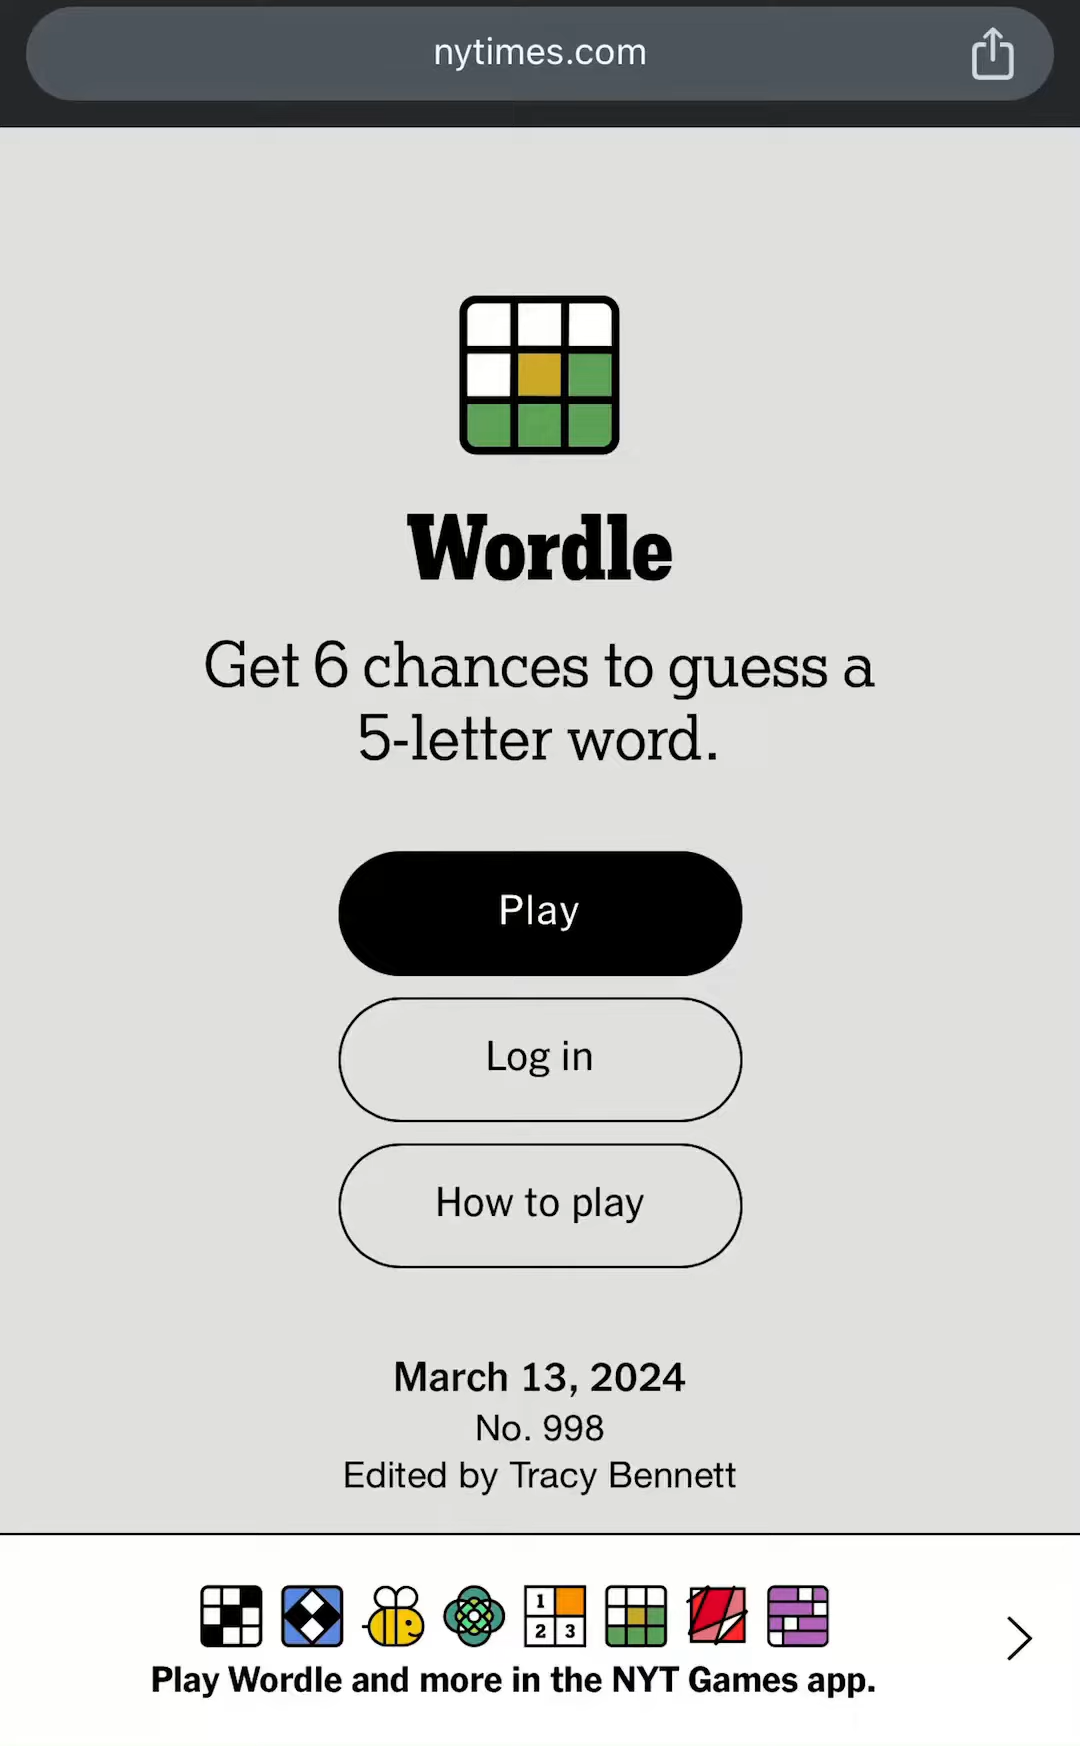 nytimes.com
Wordle
Get 6 chances to guess a
5-letter word.
Play
Log in
How to play
March 13, 2024
No. 998
Edited by Tracy Bennett
1
2 3
Play Wordle and more in the NYT Games app.